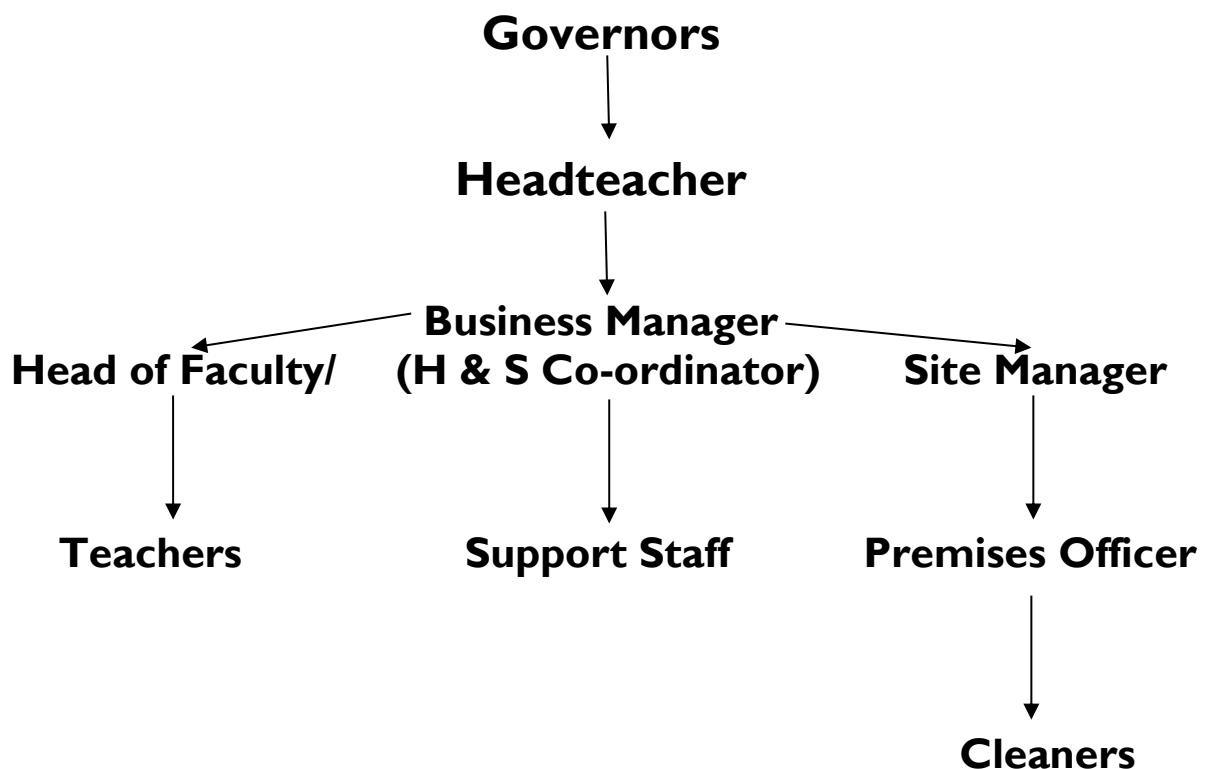 Governors
Headteacher
Business Manager
Head of Faculty/ (H & S Co-ordinator) Site Manager
Teachers Support Staff Premises Officer
Cleaners